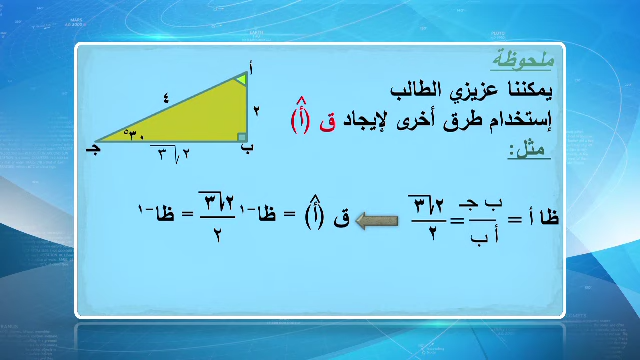 ملحوظة
يمكننا عزيزي الطالب
إستخدام طرق أخرى لإيجاد ق (أ^)
مثل:
أ
٤
٢
٣٠°
جـ
ب
٢√٣
ظا أ = ب جـ / أ ب = ٢√٣ / ٢ ⇐ ق (أ^) = ظا⁻¹ ٢√٣ / ٢ = ظا⁻¹